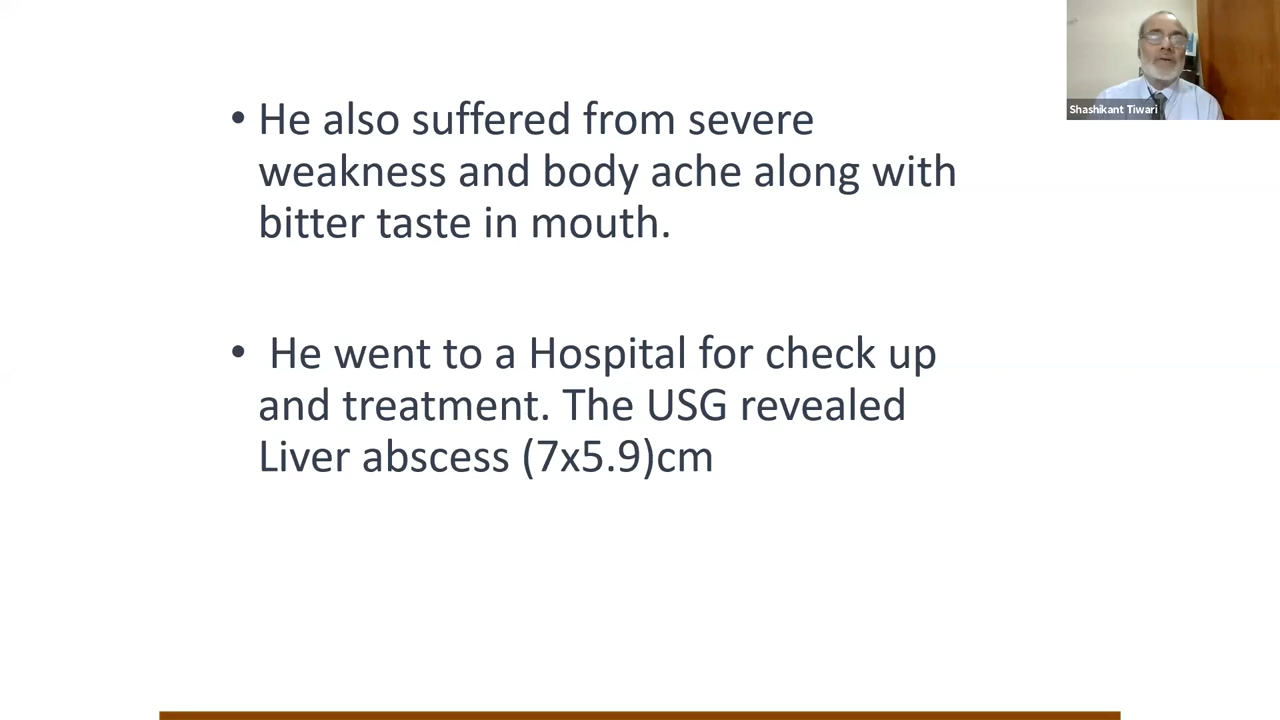 • He also suffered from severe
weakness and body ache along with
bitter taste in mouth.
• He went to a Hospital for check up
and treatment. The USG revealed
Liver abscess (7x5.9)cm
Shashikant Tiwari